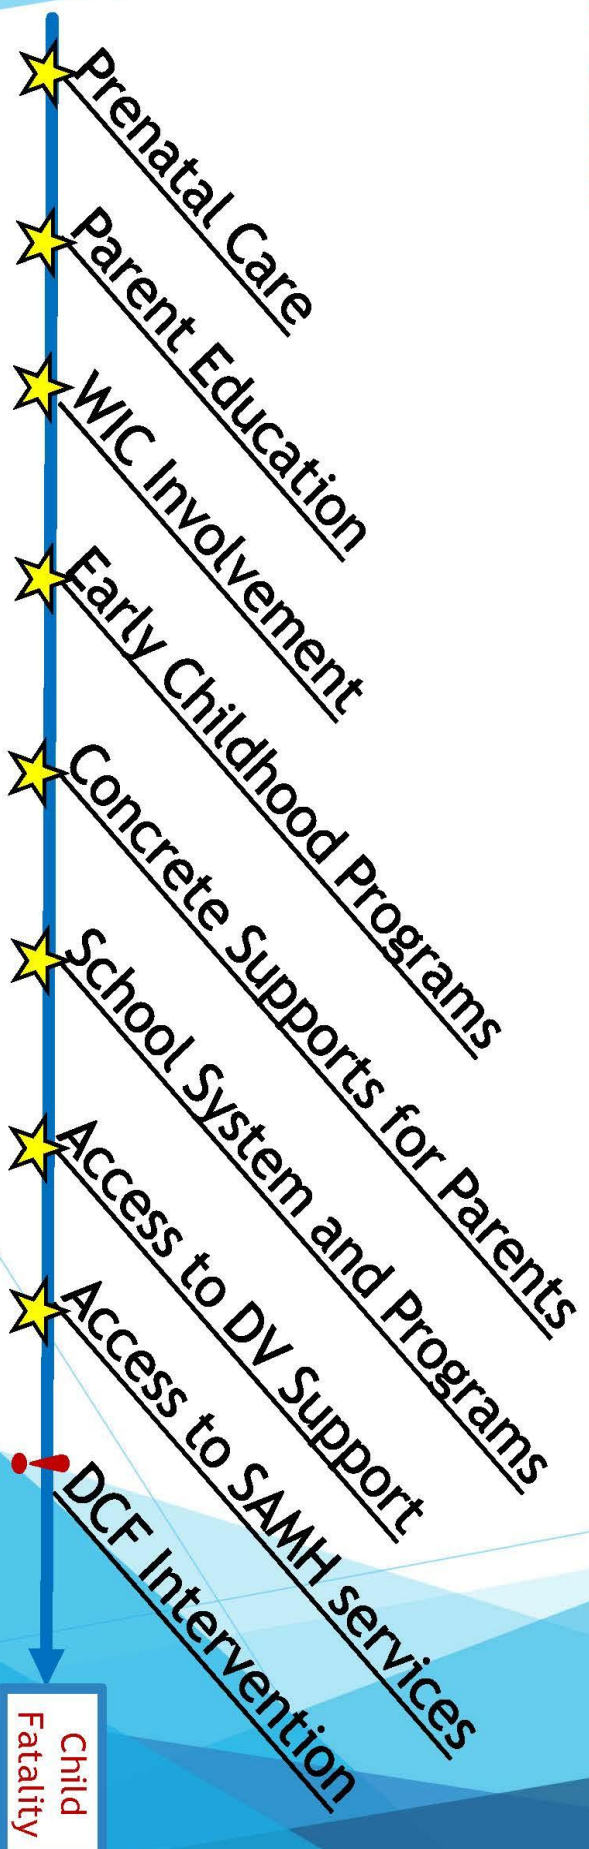 Prenatal Care
Parent Education
WIC Involvement
Early Childhood Programs
Concrete Supports for Parents
School System and Programs
Access to DV Support
Access to SAMH services
DCF Intervention
Child
Fatality